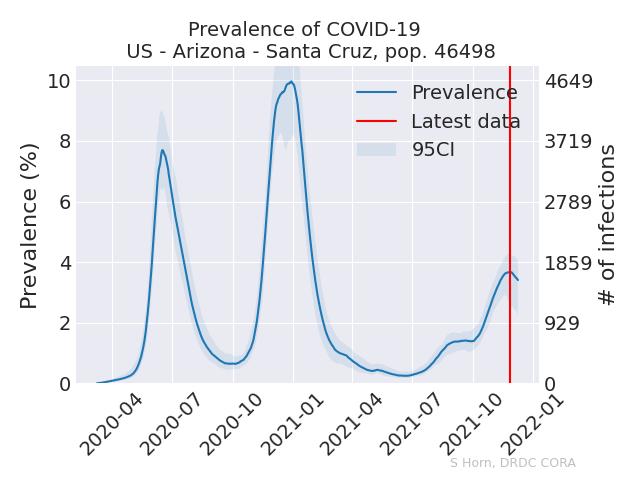 Prevalence of COVID-19
US - Arizona - Santa Cruz, pop. 46498
Prevalence (%)
10
8
6
4
2
0
Prevalence
Latest data
95CI
4649
3719
2789
1859
929
0
# of infections
2020-04
2020-07
2020-10
2021-01
2021-04
2021-07
2021-10
2022-01
S Horn, DRDC CORA